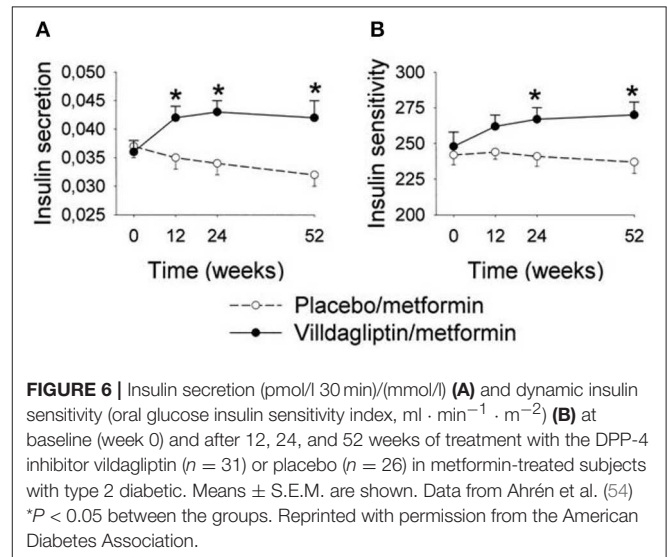 A
B
Insulin secretion
0,050
0,045
0,040
0,035
0,030
0,025
0 12 24 52
Time (weeks)
* * *
Insulin sensitivity
300
275
250
225
200
0 12 24 52
Time (weeks)
* *
Placebo/metformin
Villdagliptin/metformin
FIGURE 6 | Insulin secretion (pmol/l 30 min)/(mmol/l) (A) and dynamic insulin
sensitivity (oral glucose insulin sensitivity index, ml · min⁻¹ · m⁻²) (B) at
baseline (week 0) and after 12, 24, and 52 weeks of treatment with the DPP-4
inhibitor vildagliptin (n = 31) or placebo (n = 26) in metformin-treated subjects
with type 2 diabetic. Means ± S.E.M. are shown. Data from Ahrén et al. (54)
*P < 0.05 between the groups. Reprinted with permission from the American
Diabetes Association.